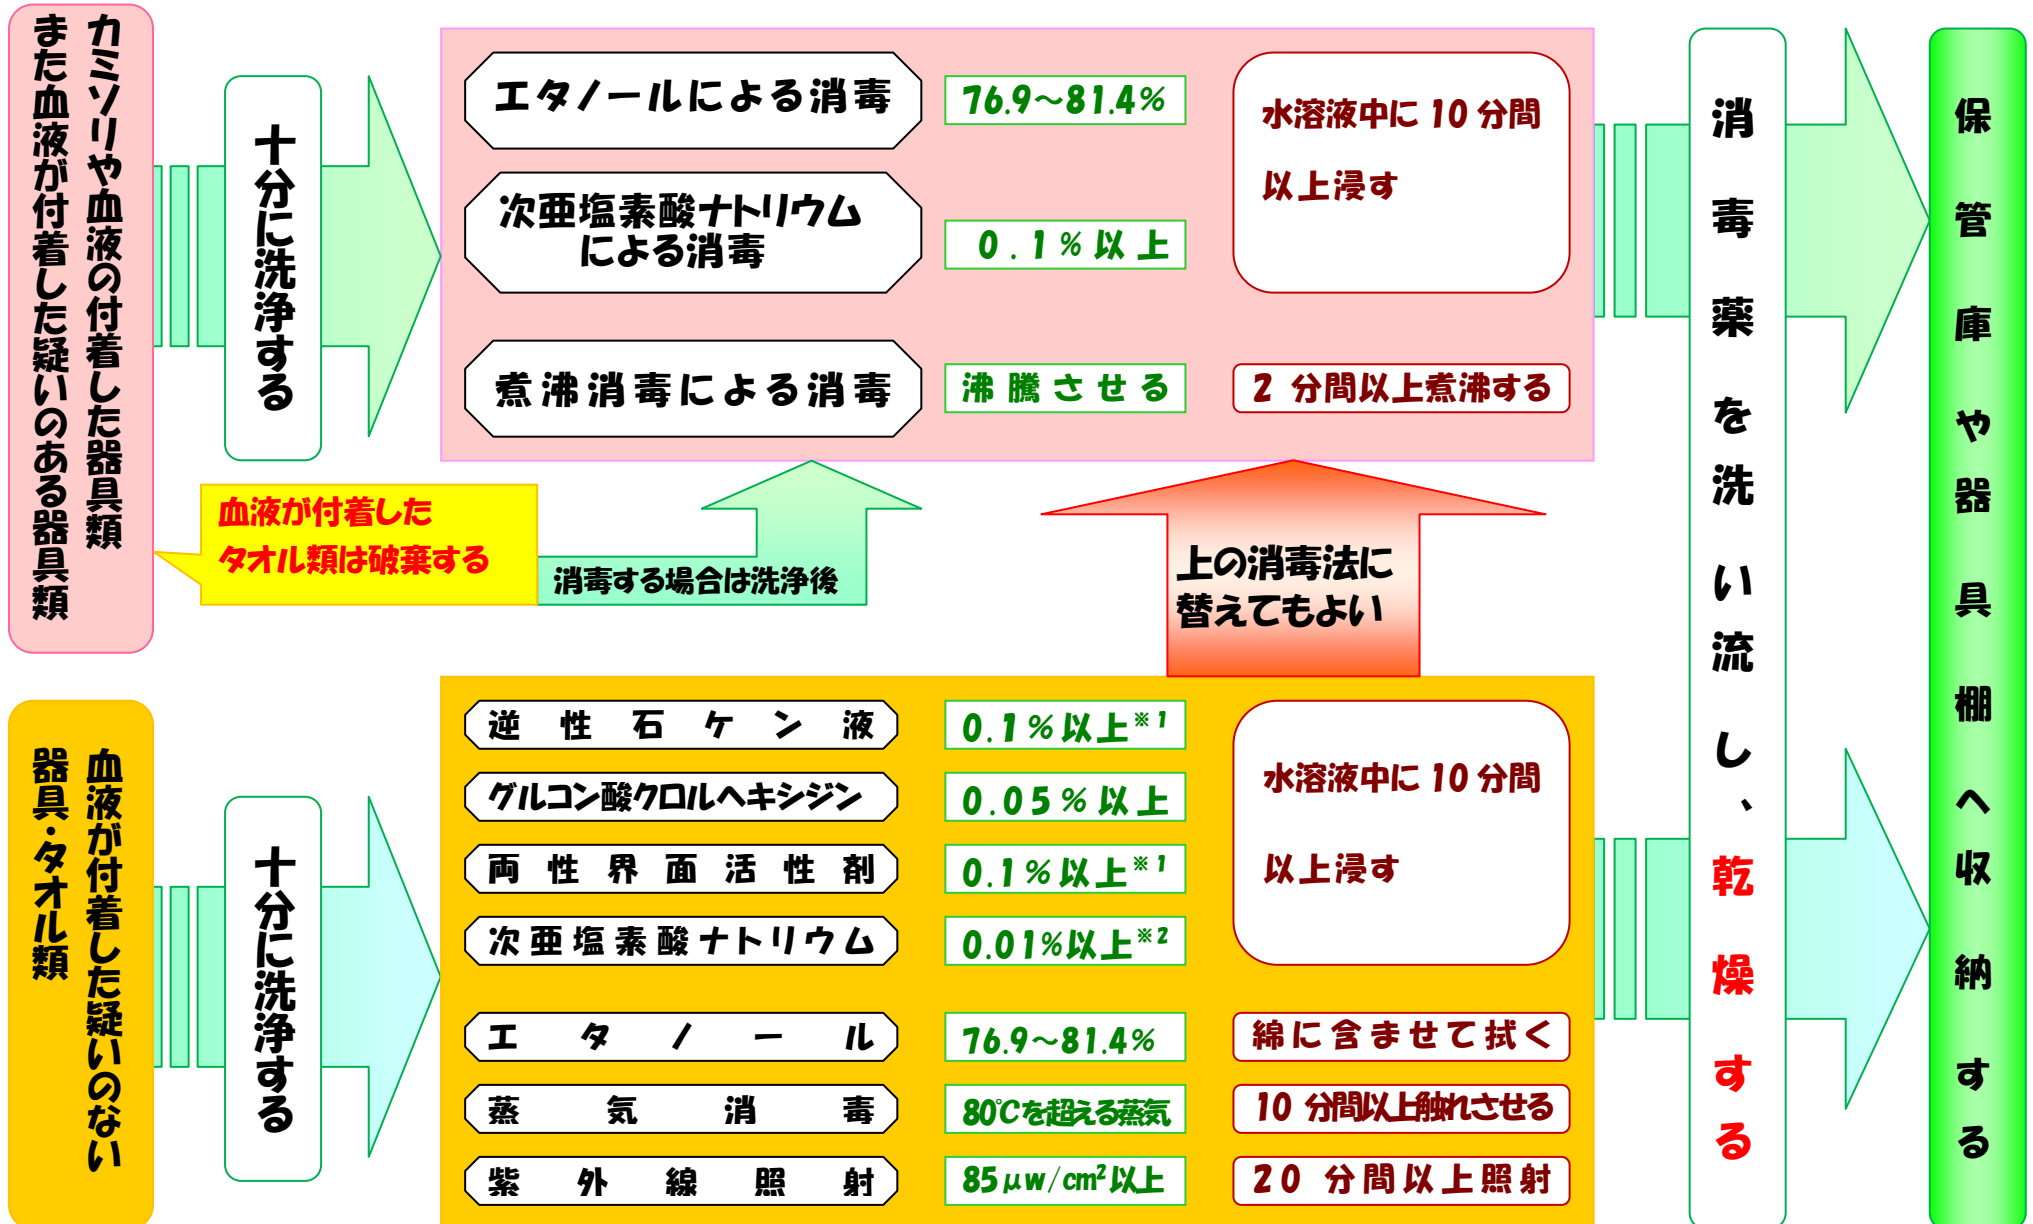 カミソリや血液の付着した器具類
また血液が付着した疑いのある器具類
十分に洗浄する
エタノールによる消毒
76.9～81.4％
水溶液中に 10 分間
以上浸す
次亜塩素酸ナトリウム
による消毒
0.1％以上
煮沸消毒による消毒
沸騰させる
2 分間以上煮沸する
血液が付着した
タオル類は破棄する
消毒する場合は洗浄後
上の消毒法に
替えてもよい
血液が付着した疑いのない
器具・タオル類
十分に洗浄する
逆性石ケン液
0.1％以上※1
グルコン酸クロルヘキシジン
0.05％以上
両性界面活性剤
0.1％以上※1
次亜塩素酸ナトリウム
0.01％以上※2
水溶液中に 10 分間
以上浸す
エタノール
76.9～81.4％
綿に含ませて拭く
蒸気消毒
80℃を超える蒸気
10 分間以上触れさせる
紫外線照射
85μw/cm²以上
20 分間以上照射
消毒薬を洗い流し、乾燥する
保管庫や器具棚へ収納する